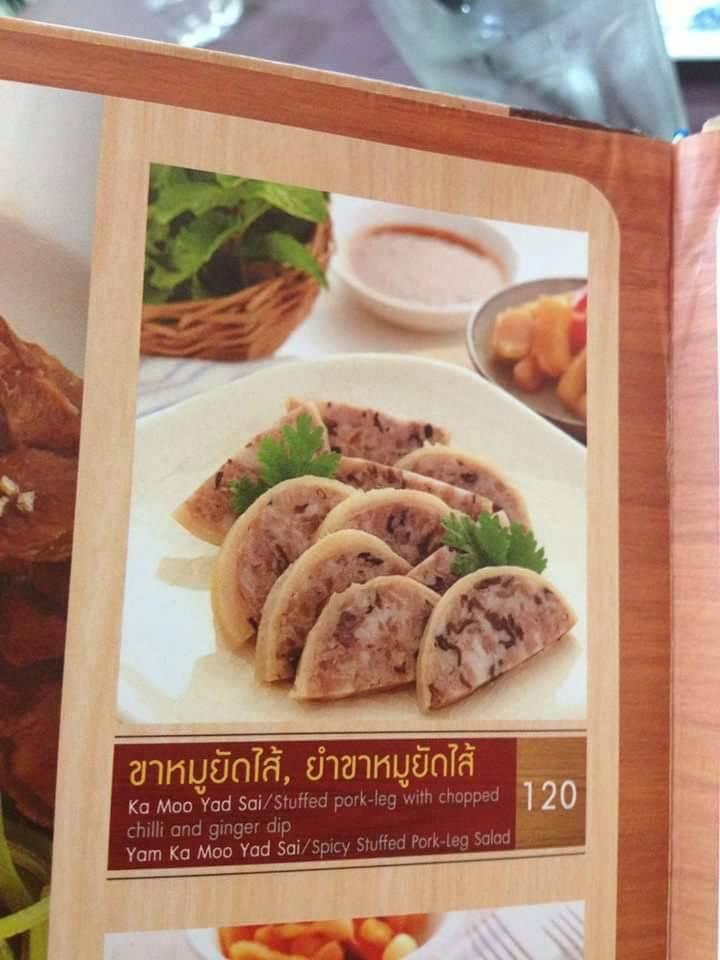 ขาหมูยัดไส้, ยำขาหมูยัดไส้
Ka Moo Yad Sai/Stuffed pork-leg with chopped
chilli and ginger dip
Yam Ka Moo Yad Sai/Spicy Stuffed Pork-Leg Salad
120